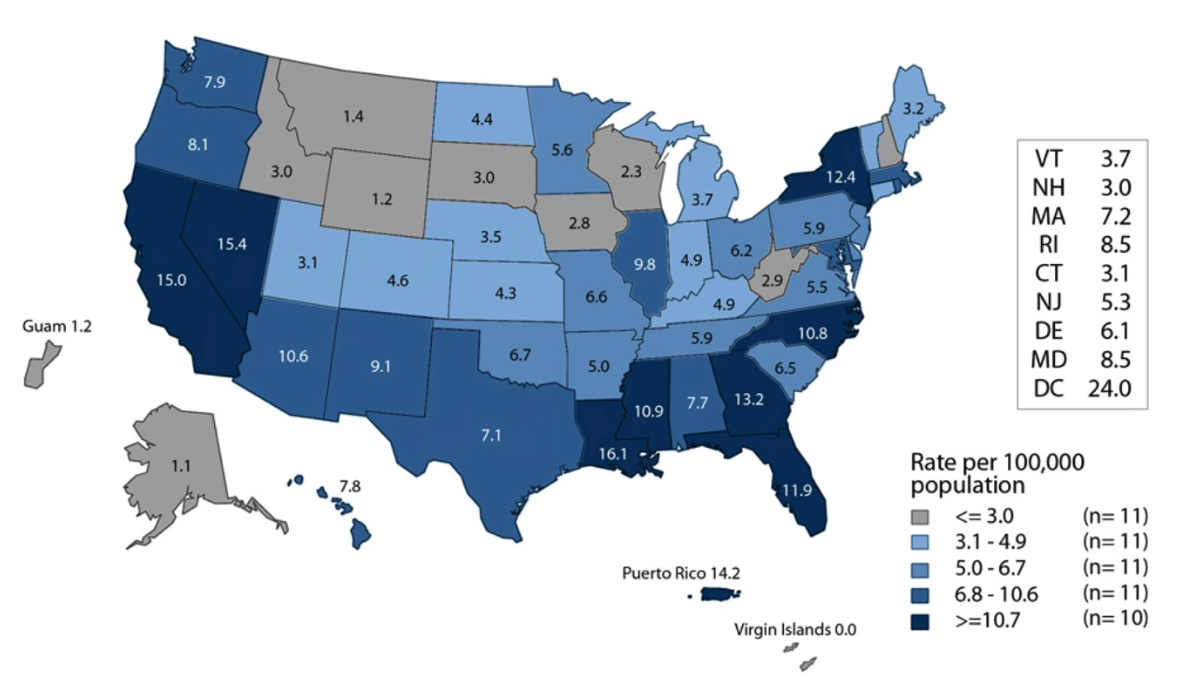 7.9
3.2
1.4
4.4
8.1
5.6
VT 3.7
3.0
3.0
2.3
12.4
NH 3.0
1.2
3.7
MA 7.2
2.8
5.9
RI 8.5
15.4
3.5
6.2
CT 3.1
3.1
9.8
4.9
15.0
4.6
2.9
5.5
NJ 5.3
4.3
6.6
4.9
DE 6.1
Guam 1.2
5.9
10.8
MD 8.5
10.6
9.1
6.7
5.0
6.5
DC 24.0
10.9
7.7
13.2
7.1
16.1
1.1
7.8
11.9
Rate per 100,000
population
<= 3.0 (n= 11)
3.1 - 4.9 (n= 11)
5.0 - 6.7 (n= 11)
6.8 - 10.6 (n= 11)
>=10.7 (n= 10)
Puerto Rico 14.2
Virgin Islands 0.0